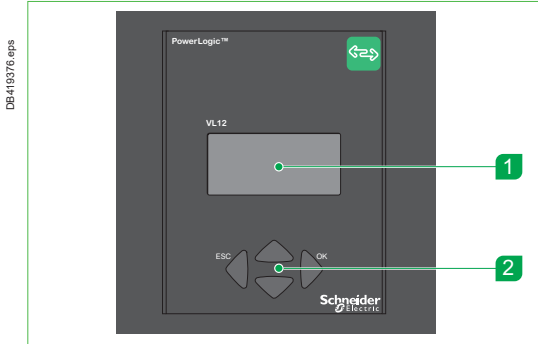 DB419376.eps
PowerLogic™
VL12
1
ESC
OK
2
Schneider
Electric